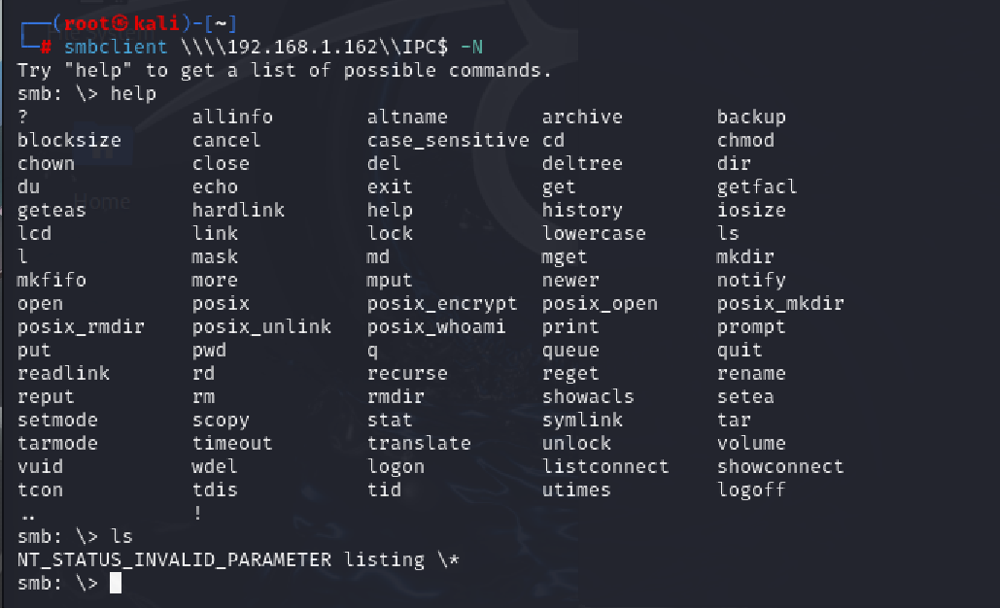 ┌──(root㉿kali)-[~]
└─# smbclient \\\\192.168.1.162\\IPC$ -N
Try "help" to get a list of possible commands.
smb: \> help
? allinfo altname archive backup
blocksize cancel case_sensitive cd chmod
chown close del deltree dir
du echo exit get getfacl
geteas hardlink help history iosize
lcd link lock lowercase ls
l mask md mget mkdir
mkfifo more mput newer notify
open posix posix_encrypt posix_open posix_mkdir
posix_rmdir posix_unlink posix_whoami print prompt
put pwd q queue quit
readlink rd recurse reget rename
reput rm rmdir showacls setea
setmode scopy stat symlink tar
tarmode timeout translate unlock volume
vuid wdel logon listconnect showconnect
tcon tdis tid utimes logoff
.. !
smb: \> ls
NT_STATUS_INVALID_PARAMETER listing \*
smb: \>
Home